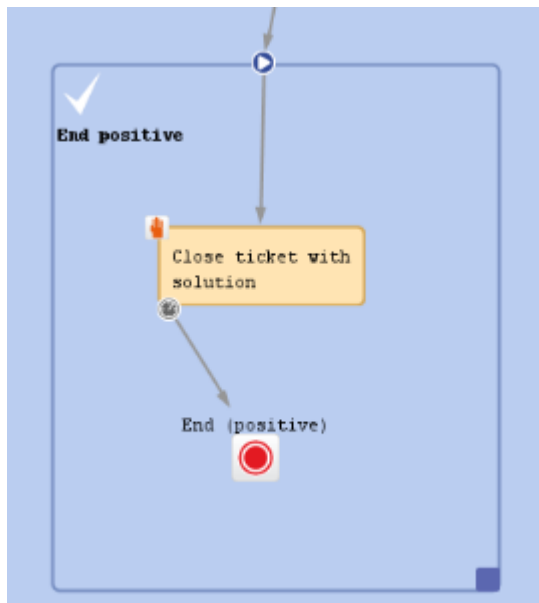 End positive
Close ticket with
solution
End (positive)